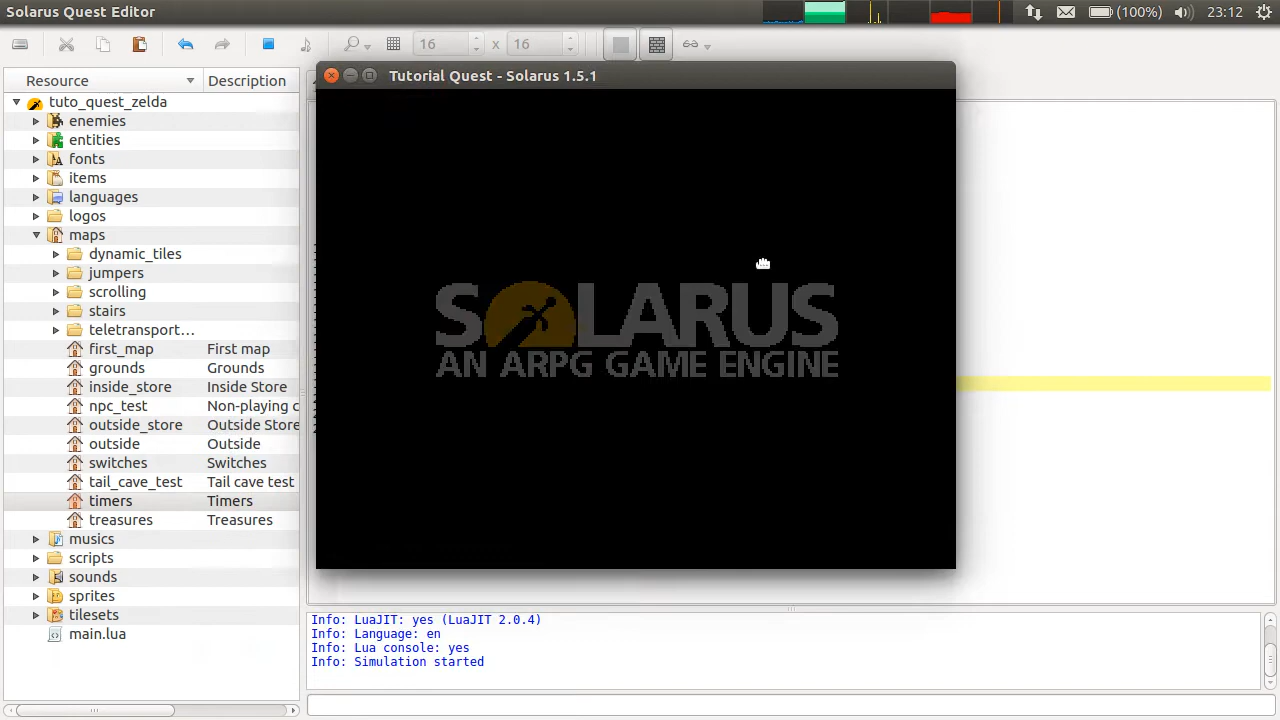 Solarus Quest Editor
(100%)
23:12
16 x 16
Resource
Description
Tutorial Quest - Solarus 1.5.1
tuto_quest_zelda
enemies
entities
fonts
items
languages
logos
maps
dynamic_tiles
jumpers
scrolling
stairs
teletransport...
first_map First map
grounds Grounds
inside_store Inside Store
npc_test Non-playing c
outside_store Outside Store
outside Outside
switches Switches
tail_cave_test Tail cave test
timers Timers
treasures Treasures
musics
scripts
sounds
sprites
tilesets
main.lua
SOLARUS
AN ARPG GAME ENGINE
Info: LuaJIT: yes (LuaJIT 2.0.4)
Info: Language: en
Info: Lua console: yes
Info: Simulation started